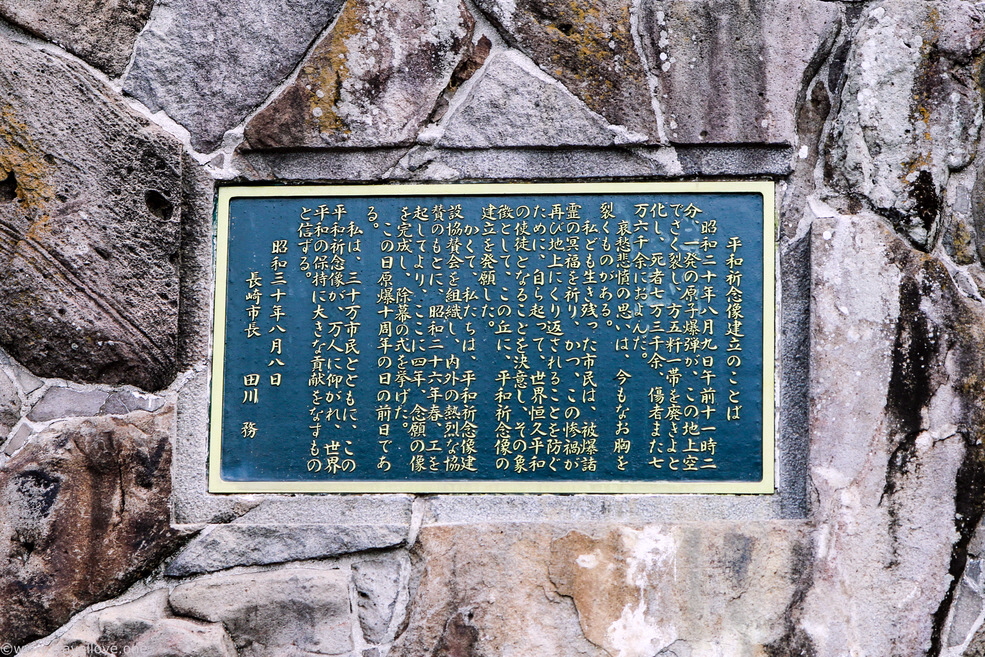 平和祈念像建立のことば
昭和二十年八月九日午前十一時二
分、一発の原子爆弾が、この地上空
でさく裂し、方五粁一帯を廃きよと
化し、死者七万三千余、傷者また七
万六千余におよんだ。
哀愁悲憤の思いは、今もなお胸を
裂くものがある。
私ども生き残った市民は、被爆諸
霊の冥福を祈り、かつ、この惨禍が
再び地上にくり返されることを防ぐ
ために、自ら起って、世界恒久平和
の使徒となることを決意し、その象
徴として、この丘に、平和祈念像の
建立を発願した。
かくて、私たちは、平和祈念像建
設協賛会を組織し、内外の熱烈な協
賛のもとに、昭和二十六年春、工を
起してより、ここに四年、念願の像
を完成し、除幕の式を挙げた。
この日原爆十周年の日の前日であ
る。
私は、三十万市民とともに、この
平和祈念像が、万人に仰がれ、世界
平和の保持に大きな貢献をなすもの
と信ずる。
昭和三十年八月八日
長崎市長 田川 務